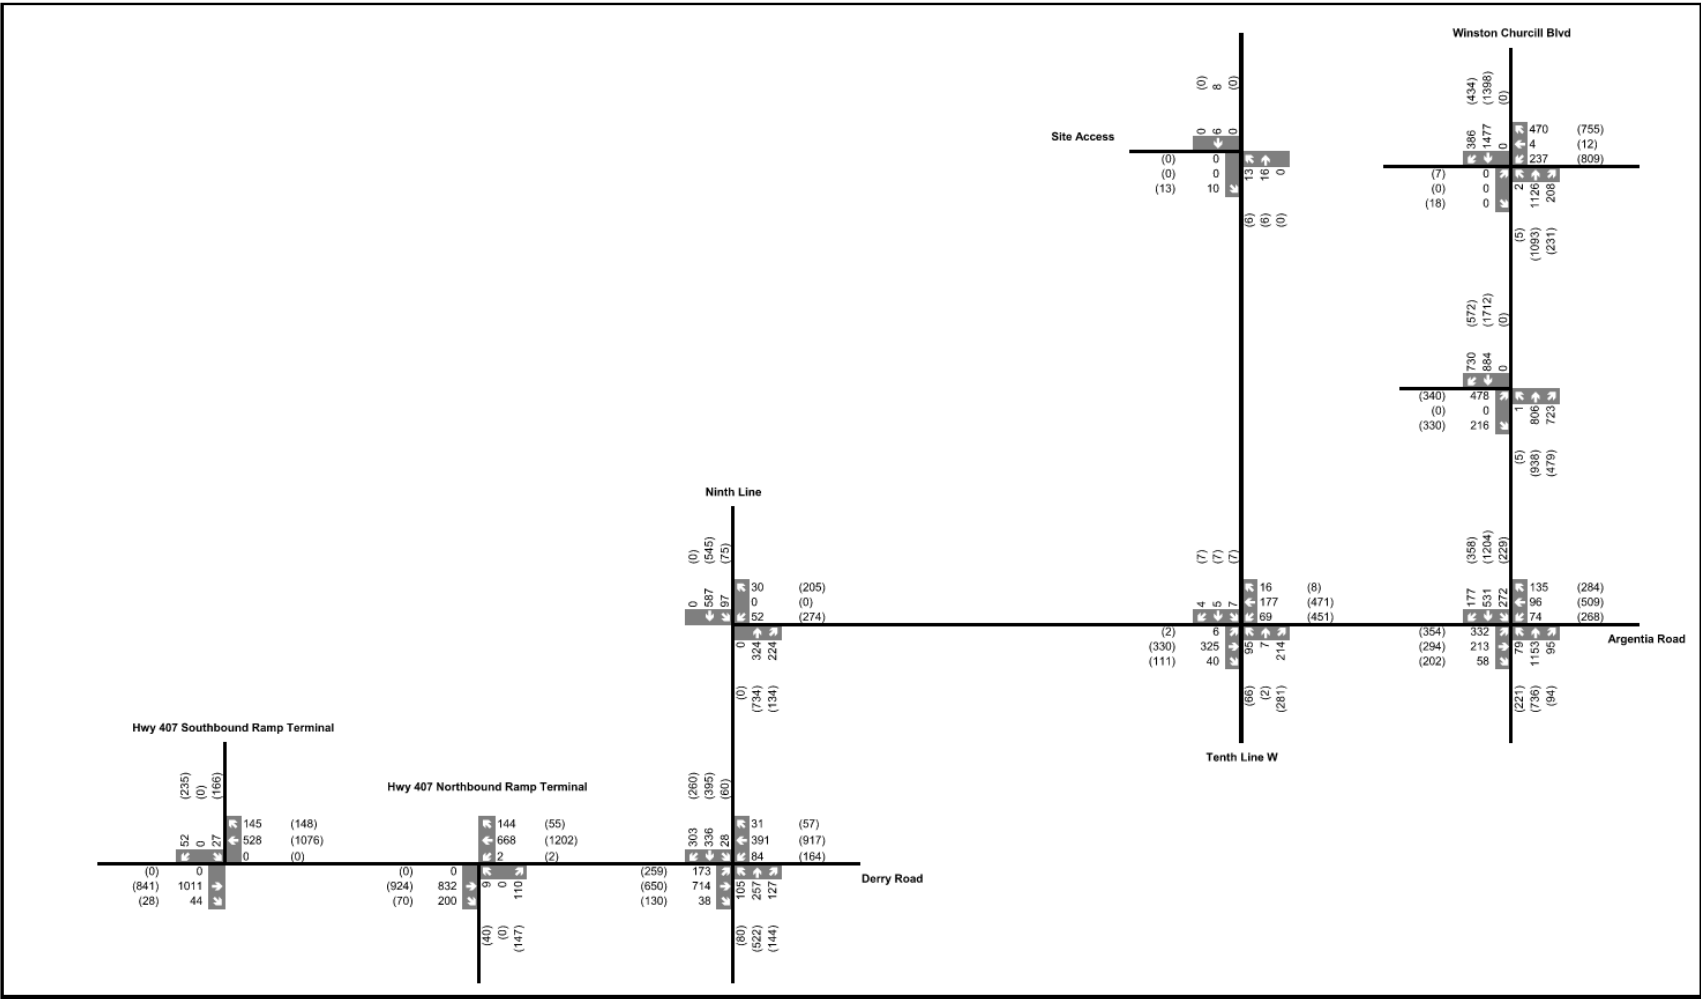 Winston Churcill Blvd
(0) 8 (0)
(434) (1398) (0)
Site Access
0 6 0
386 1477 0
470 (755)
4 (12)
237 (809)
(0) 0
(0) 0
(13) 10
13 16 0
(6) (6) (0)
(7) 0
(0) 0
(18) 0
2 1126 208
(5) (1093) (231)
(572) (1712) (0)
730 884 0
(340) 478
(0) 0
(330) 216
1 806 723
(5) (938) (479)
Ninth Line
(0) (545) (75)
0 587 97
30 (205)
0 (0)
52 (274)
0 324 224
(0) (734) (134)
(7) (7) (7)
4 5 7
16 (8)
177 (471)
69 (451)
(2) 6
(330) 325
(111) 40
95 7 214
(66) (2) (281)
Tenth Line W
(358) (1204) (229)
177 531 272
135 (284)
96 (509)
74 (268)
(354) 332
(294) 213
(202) 58
79 1153 95
(221) (736) (94)
Argentia Road
Hwy 407 Southbound Ramp Terminal
(235) (0) (166)
52 0 27
145 (148)
528 (1076)
0 (0)
(0) 0
(841) 1011
(28) 44
Hwy 407 Northbound Ramp Terminal
144 (55)
668 (1202)
2 (2)
(0) 0
(924) 832
(70) 200
9 0 110
(40) (0) (147)
(260) (395) (60)
303 336 28
31 (57)
391 (917)
84 (164)
(259) 173
(650) 714
(130) 38
105 257 127
(80) (522) (144)
Derry Road